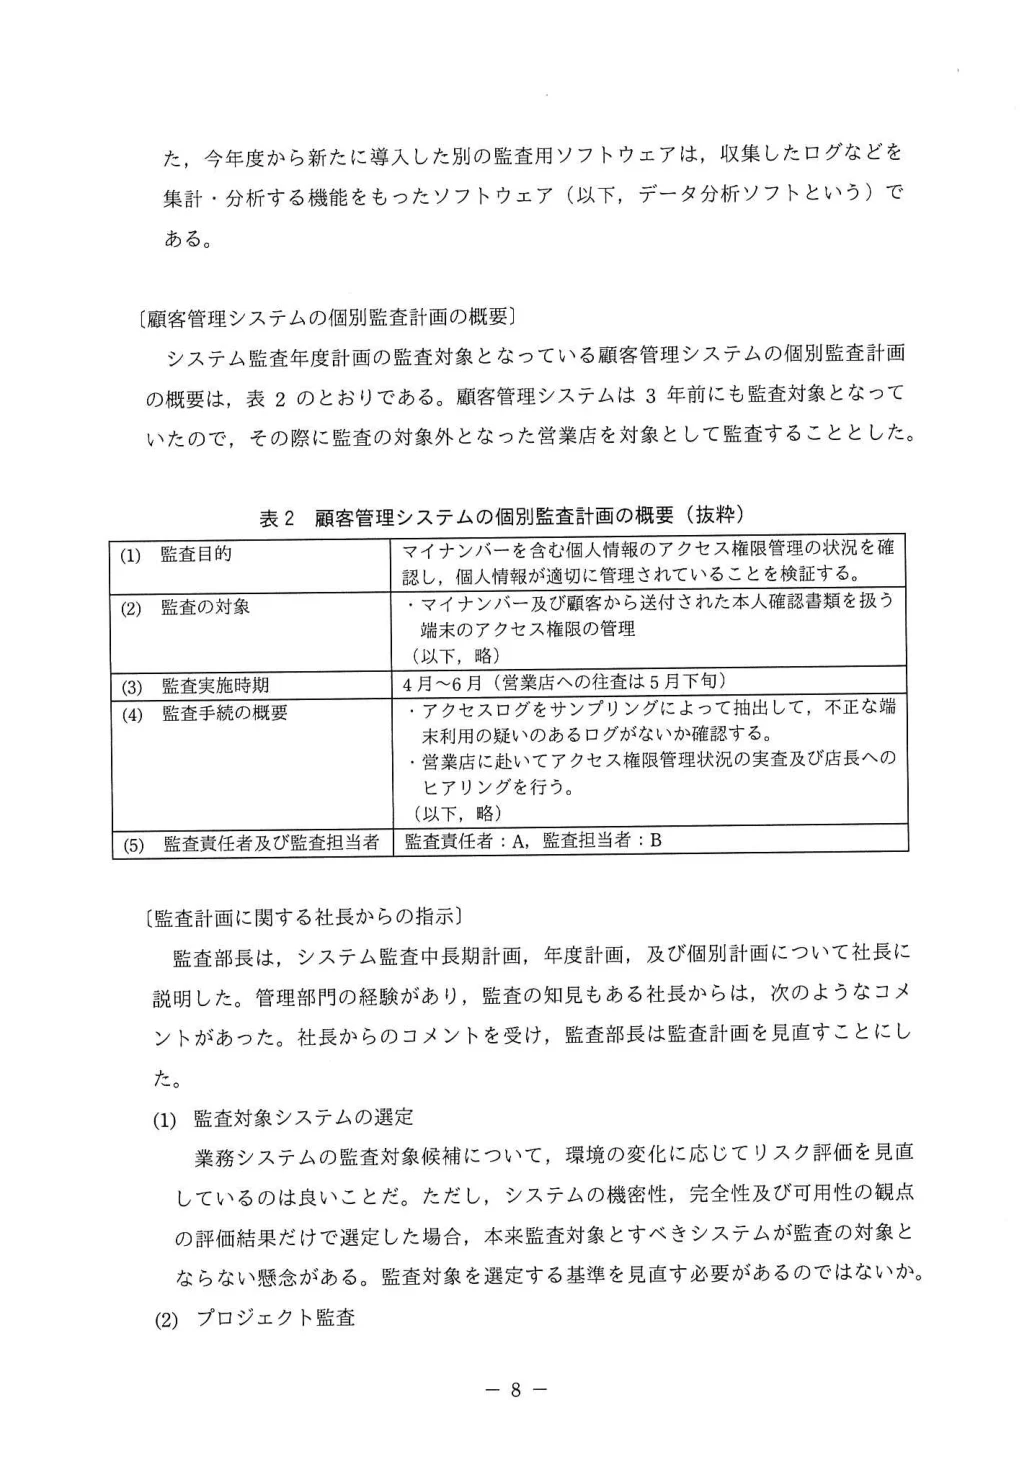 た，今年度から新たに導入した別の監査用ソフトウェアは，収集したログなどを
集計・分析する機能をもったソフトウェア（以下，データ分析ソフトという）で
ある。
〔顧客管理システムの個別監査計画の概要〕
システム監査年度計画の監査対象となっている顧客管理システムの個別監査計画
の概要は，表 2 のとおりである。顧客管理システムは 3 年前にも監査対象となって
いたので，その際に監査の対象外となった営業店を対象として監査することとした。
表 2　顧客管理システムの個別監査計画の概要（抜粋）
(1)　監査目的
マイナンバーを含む個人情報のアクセス権限管理の状況を確
認し，個人情報が適切に管理されていることを検証する。
(2)　監査の対象
・マイナンバー及び顧客から送付された本人確認書類を扱う
端末のアクセス権限の管理
（以下，略）
(3)　監査実施時期
4 月～6 月（営業店への往査は 5 月下旬）
(4)　監査手続の概要
・アクセスログをサンプリングによって抽出して，不正な端
末利用の疑いのあるログがないか確認する。
・営業店に赴いてアクセス権限管理状況の実査及び店長への
ヒアリングを行う。
（以下，略）
(5)　監査責任者及び監査担当者
監査責任者：A，監査担当者：B
〔監査計画に関する社長からの指示〕
監査部長は，システム監査中長期計画，年度計画，及び個別計画について社長に
説明した。管理部門の経験があり，監査の知見もある社長からは，次のようなコメ
ントがあった。社長からのコメントを受け，監査部長は監査計画を見直すことにし
た。
(1)　監査対象システムの選定
業務システムの監査対象候補について，環境の変化に応じてリスク評価を見直
しているのは良いことだ。ただし，システムの機密性，完全性及び可用性の観点
の評価結果だけで選定した場合，本来監査対象とすべきシステムが監査の対象と
ならない懸念がある。監査対象を選定する基準を見直す必要があるのではないか。
(2)　プロジェクト監査
－ 8 －